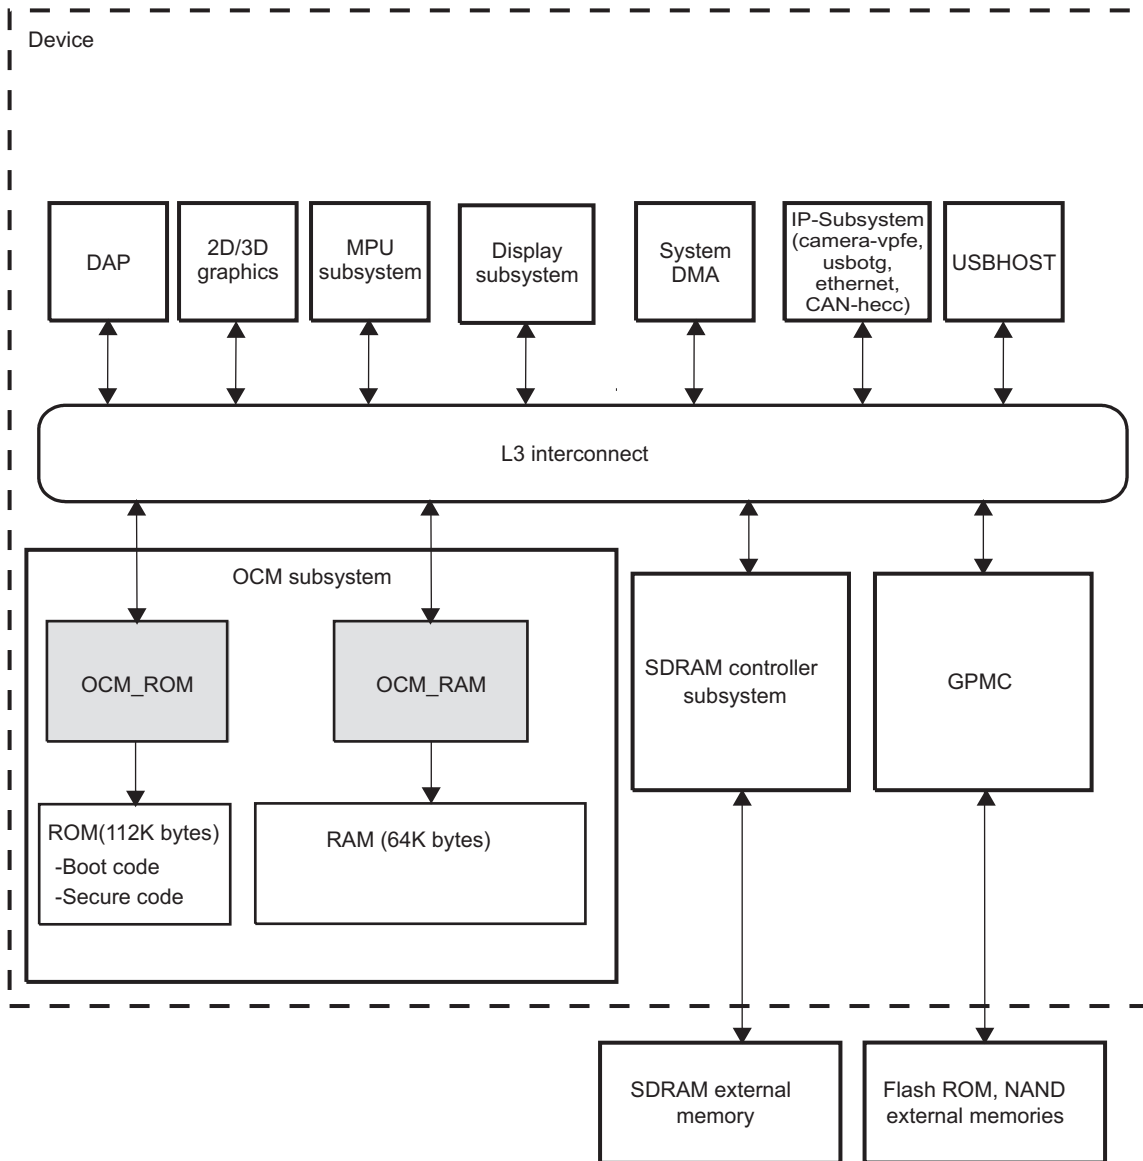 Device
DAP
2D/3D
graphics
MPU
subsystem
Display
subsystem
System
DMA
IP-Subsystem
(camera-vpfe,
usbotg,
ethernet,
CAN-hecc)
USBHOST
L3 interconnect
OCM subsystem
OCM_ROM
OCM_RAM
SDRAM controller
subsystem
GPMC
ROM(112K bytes)
-Boot code
-Secure code
RAM (64K bytes)
SDRAM external
memory
Flash ROM, NAND
external memories